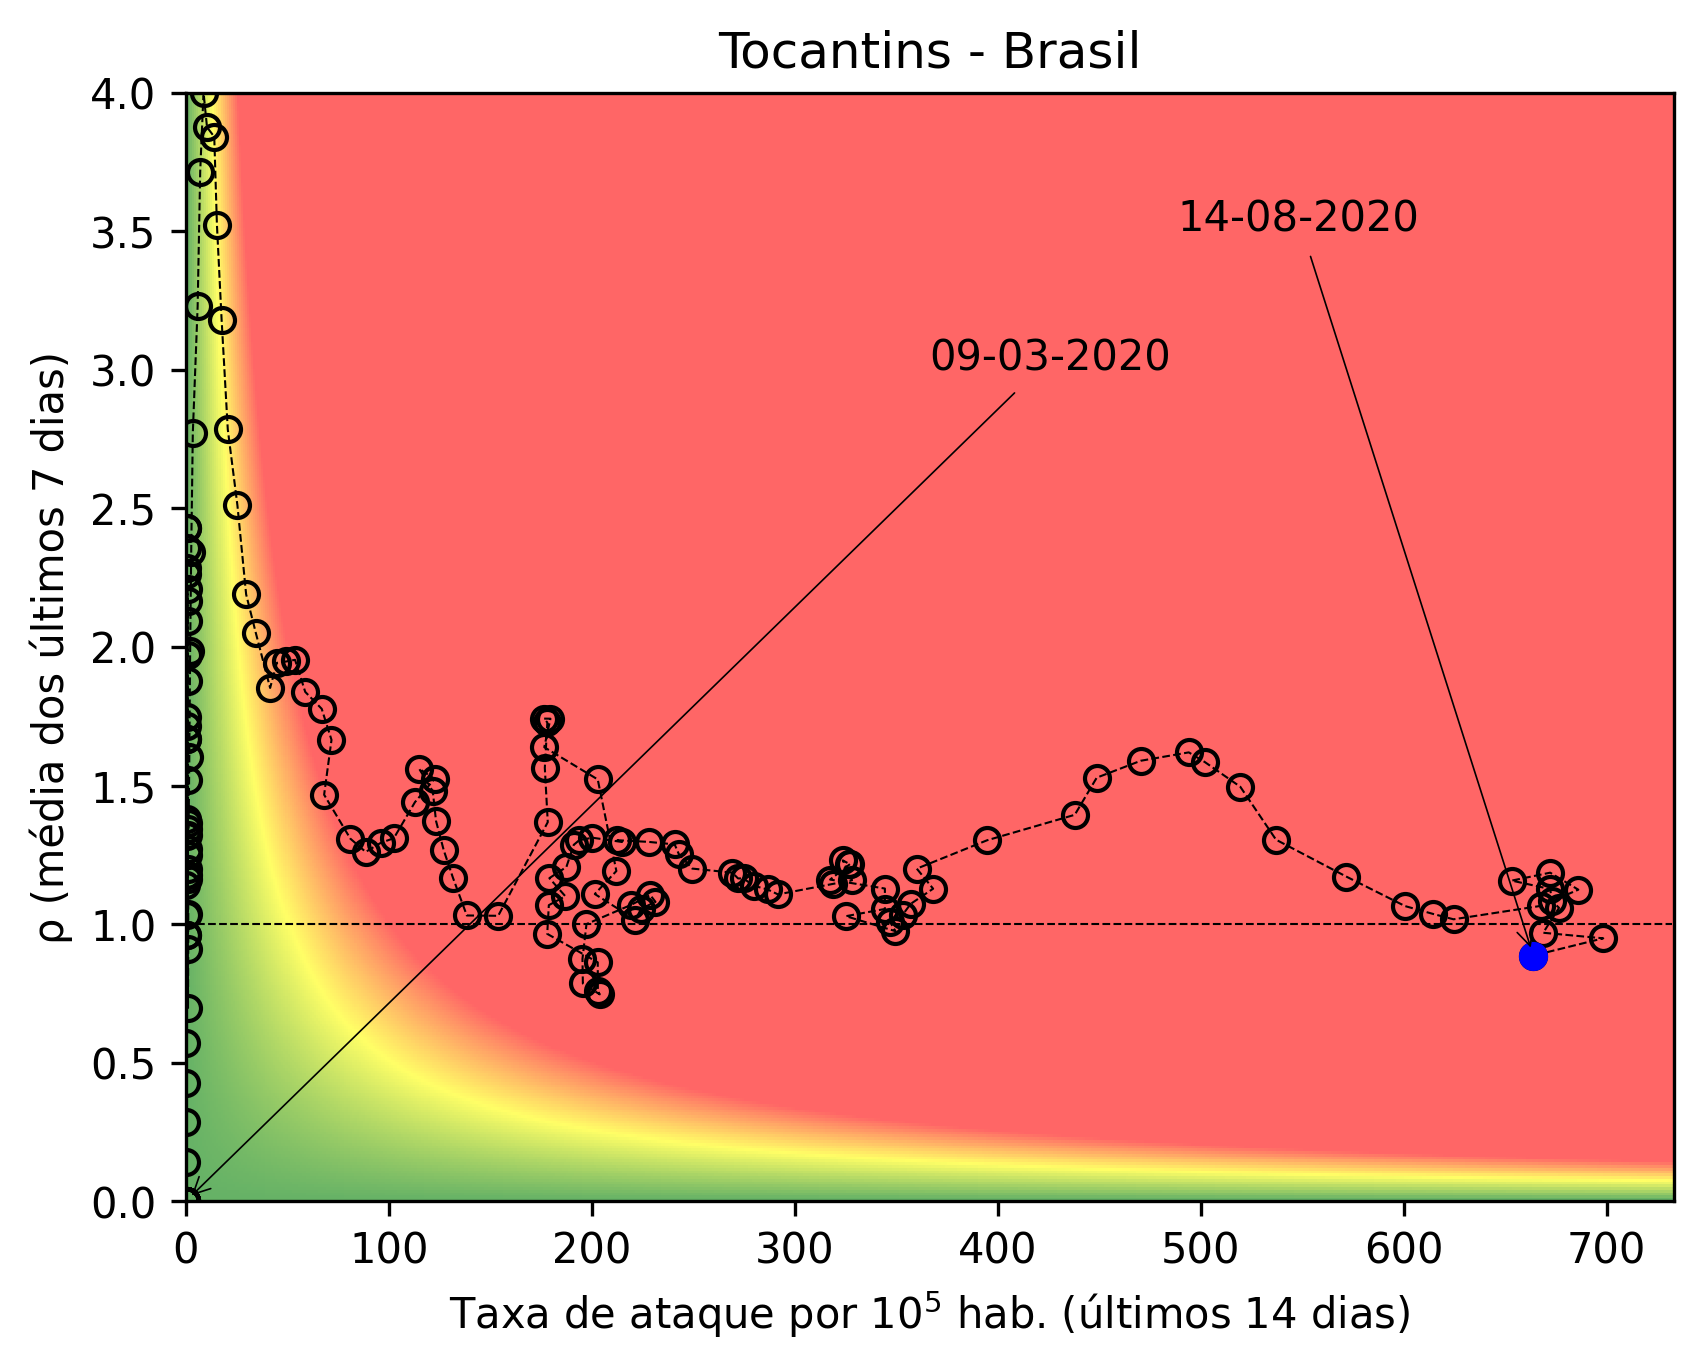 Tocantins - Brasil
4.0
3.5
3.0
2.5
2.0
1.5
1.0
0.5
0.0
ρ (média dos últimos 7 dias)
14-08-2020
09-03-2020
0 100 200 300 400 500 600 700
Taxa de ataque por 10⁵ hab. (últimos 14 dias)